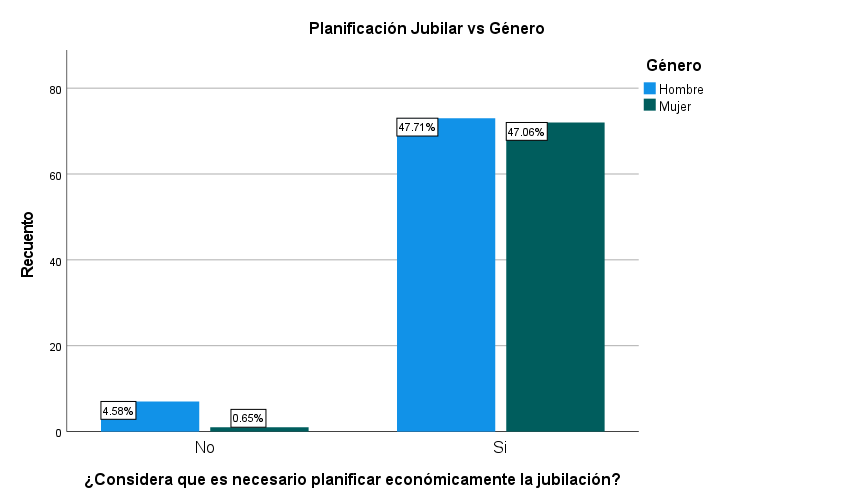 Planificación Jubilar vs Género
Género
Hombre
Mujer
80
60
40
20
0
Recuento
47.71%
47.06%
4.58%
0.65%
No
Si
¿Considera que es necesario planificar económicamente la jubilación?